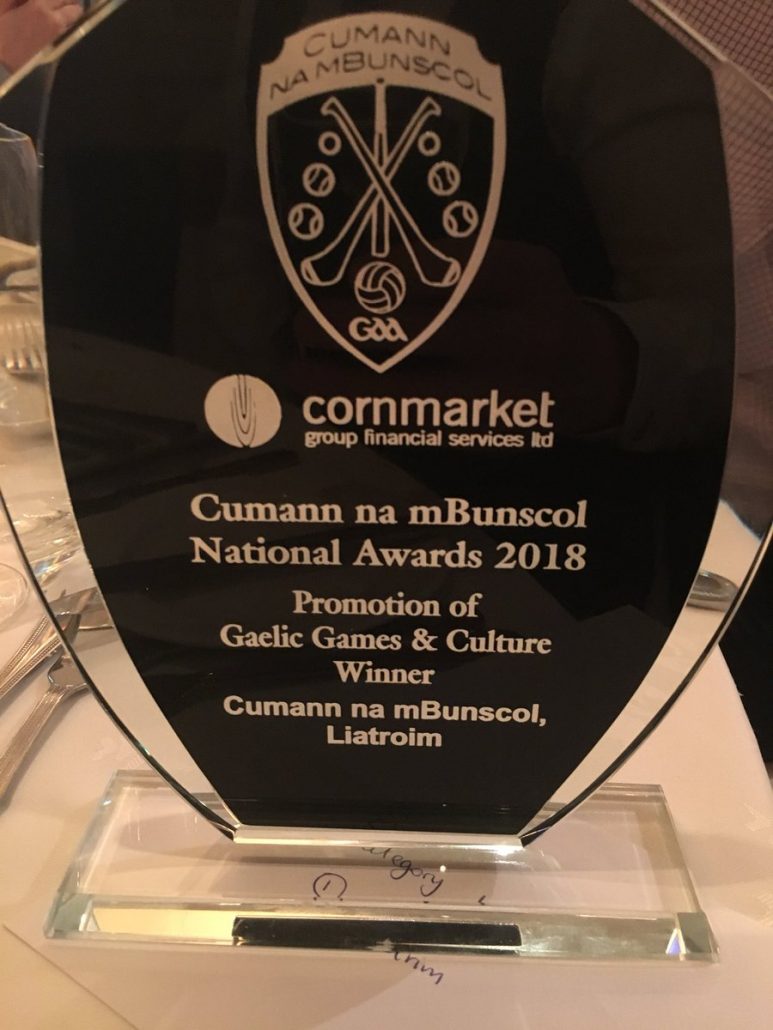 CUMANN
NA MBUNSCOL
GAA
cornmarket
group financial services ltd
Cumann na mBunscol
National Awards 2018
Promotion of
Gaelic Games & Culture
Winner
Cumann na mBunscol,
Liatroim
1